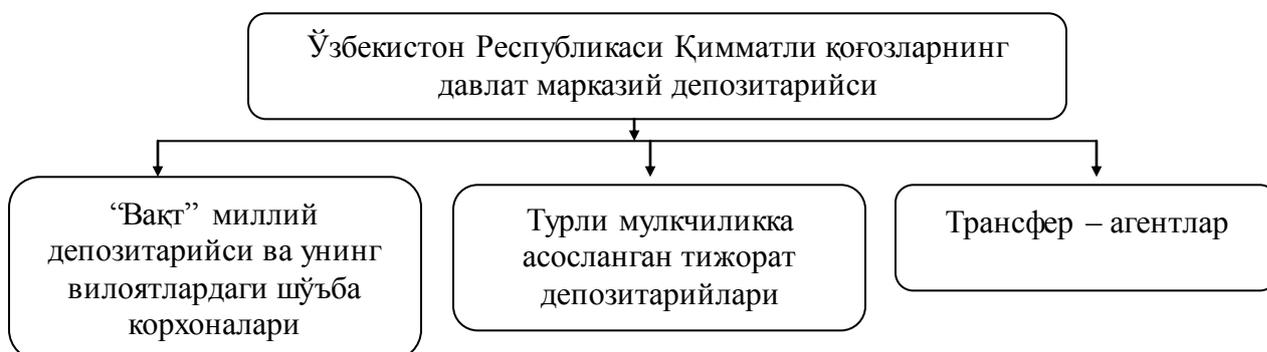 Ўзбекистон Республикаси Қимматли қоғозларнинг
давлат марказий депозитарийси
“Вақт” миллий
депозитарийси ва унинг
вилоятлардаги шўъба
корхоналари
Турли мулкчиликка
асосланган тижорат
депозитарийлари
Трансфер – агентлар